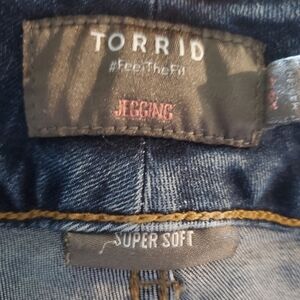 TORRID
#FeelTheFit
JEGGING
SUPER SOFT